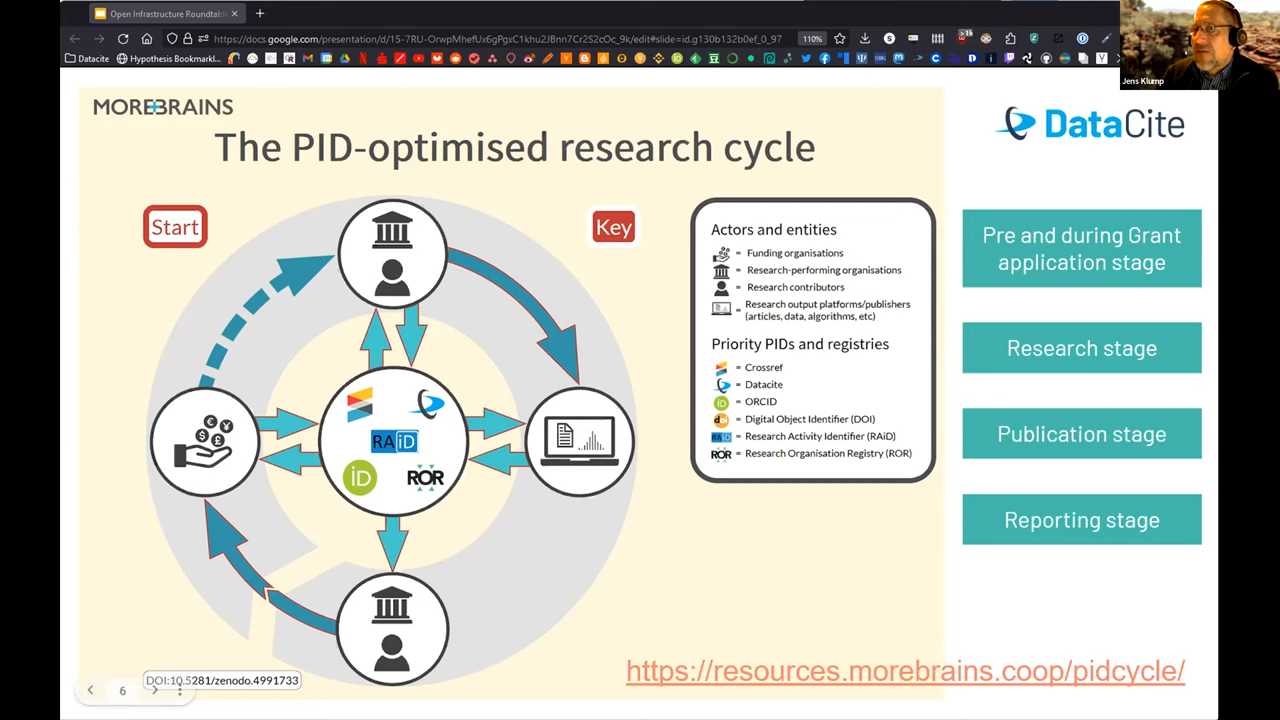 Open Infrastructure Roundtabl
https://docs.google.com/presentation/d/15-7RU-OrwpMhefUx6gPgxC1khu2JBnn7Cr2S2cOc_9k/edit#slide=id.g130b132b0ef_0_97
110%
Datacite
Hypothesis Bookmarkl...
Jens Klump
MOREBRAINS
DataCite
The PID-optimised research cycle
Start
Key
Actors and entities
= Funding organisations
= Research-performing organisations
= Research contributors
= Research output platforms/publishers
(articles, data, algorithms, etc)
Priority PIDs and registries
= Crossref
= Datacite
= ORCID
= Digital Object Identifier (DOI)
= Research Activity Identifier (RAiD)
= Research Organisation Registry (ROR)
RAiD
iD
ROR
Pre and during Grant
application stage
Research stage
Publication stage
Reporting stage
DOI:10.5281/zenodo.4991733
6
https://resources.morebrains.coop/pidcycle/